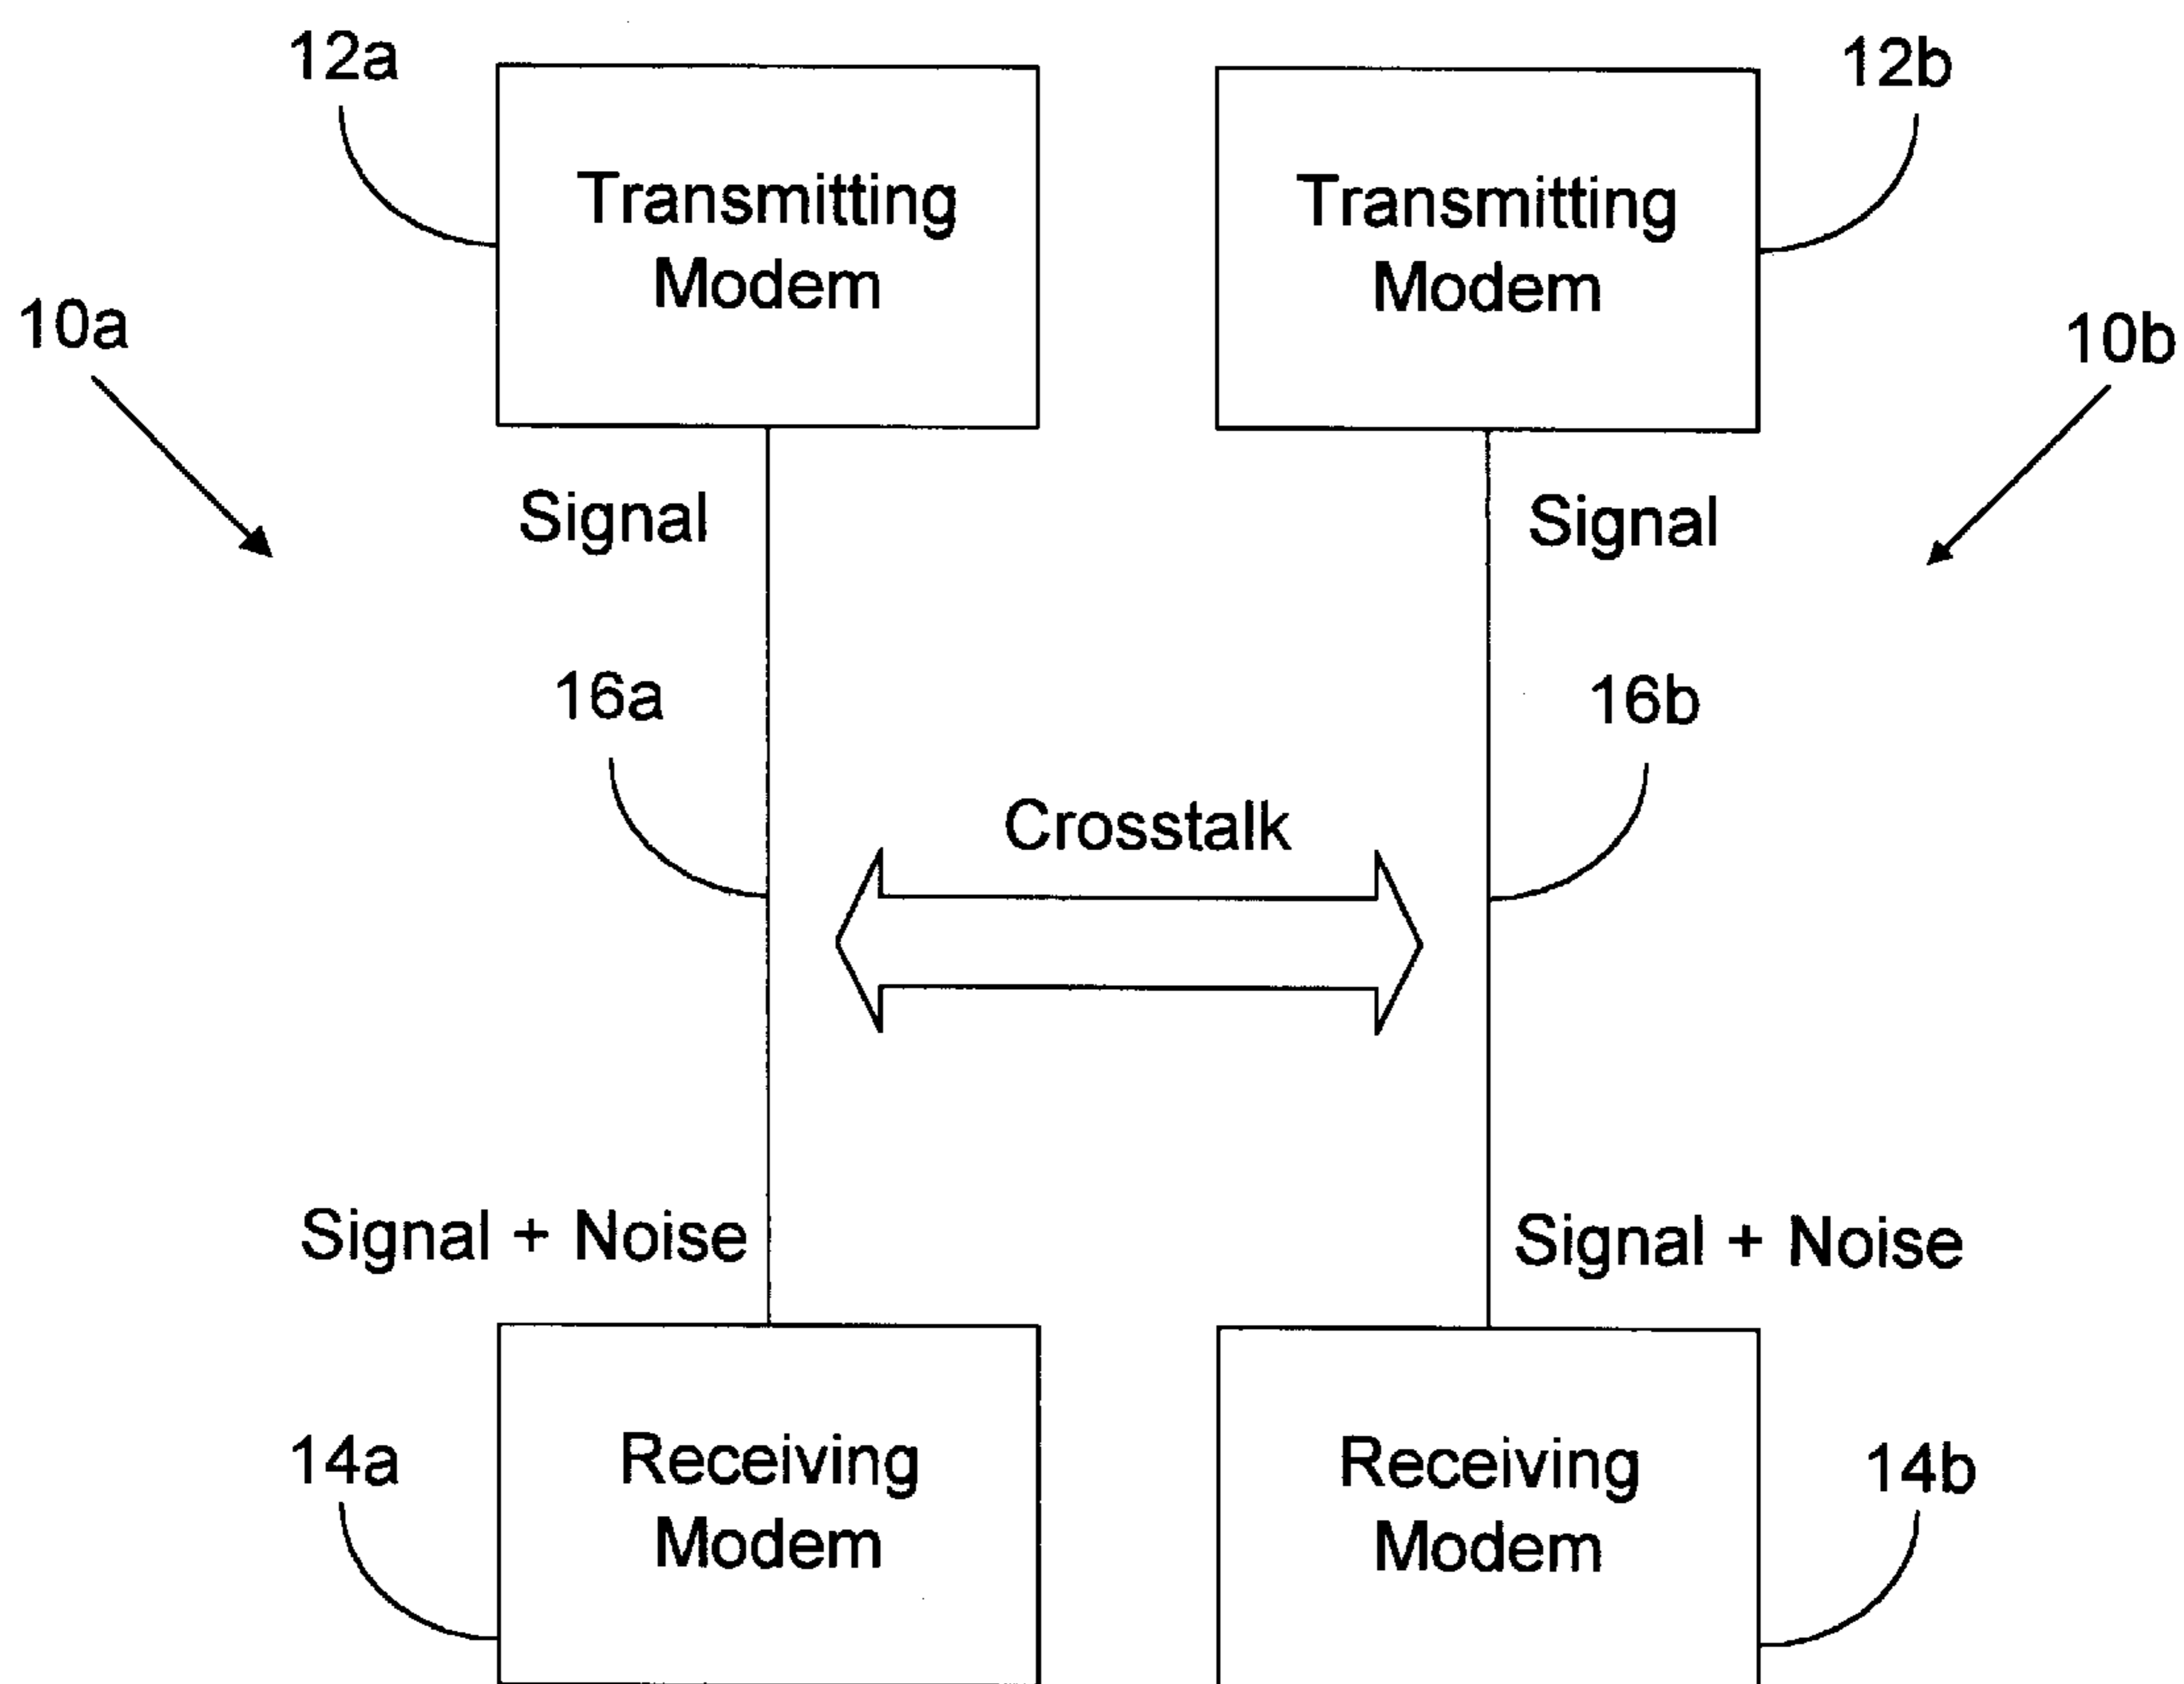 12a
12b
Transmitting
Modem
Transmitting
Modem
10a
10b
Signal
Signal
16a
16b
Crosstalk
Signal + Noise
Signal + Noise
14a
Receiving
Modem
Receiving
Modem
14b